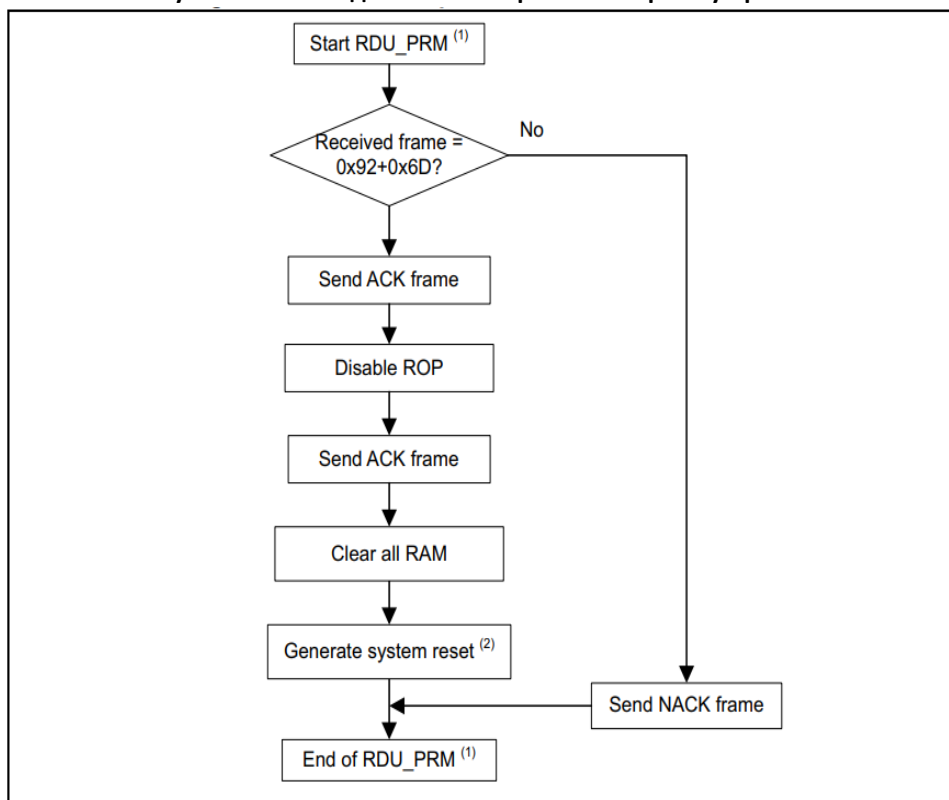 Start RDU_PRM (1)
No
Received frame =
0x92+0x6D?
Send ACK frame
Disable ROP
Send ACK frame
Clear all RAM
Generate system reset (2)
Send NACK frame
End of RDU_PRM (1)